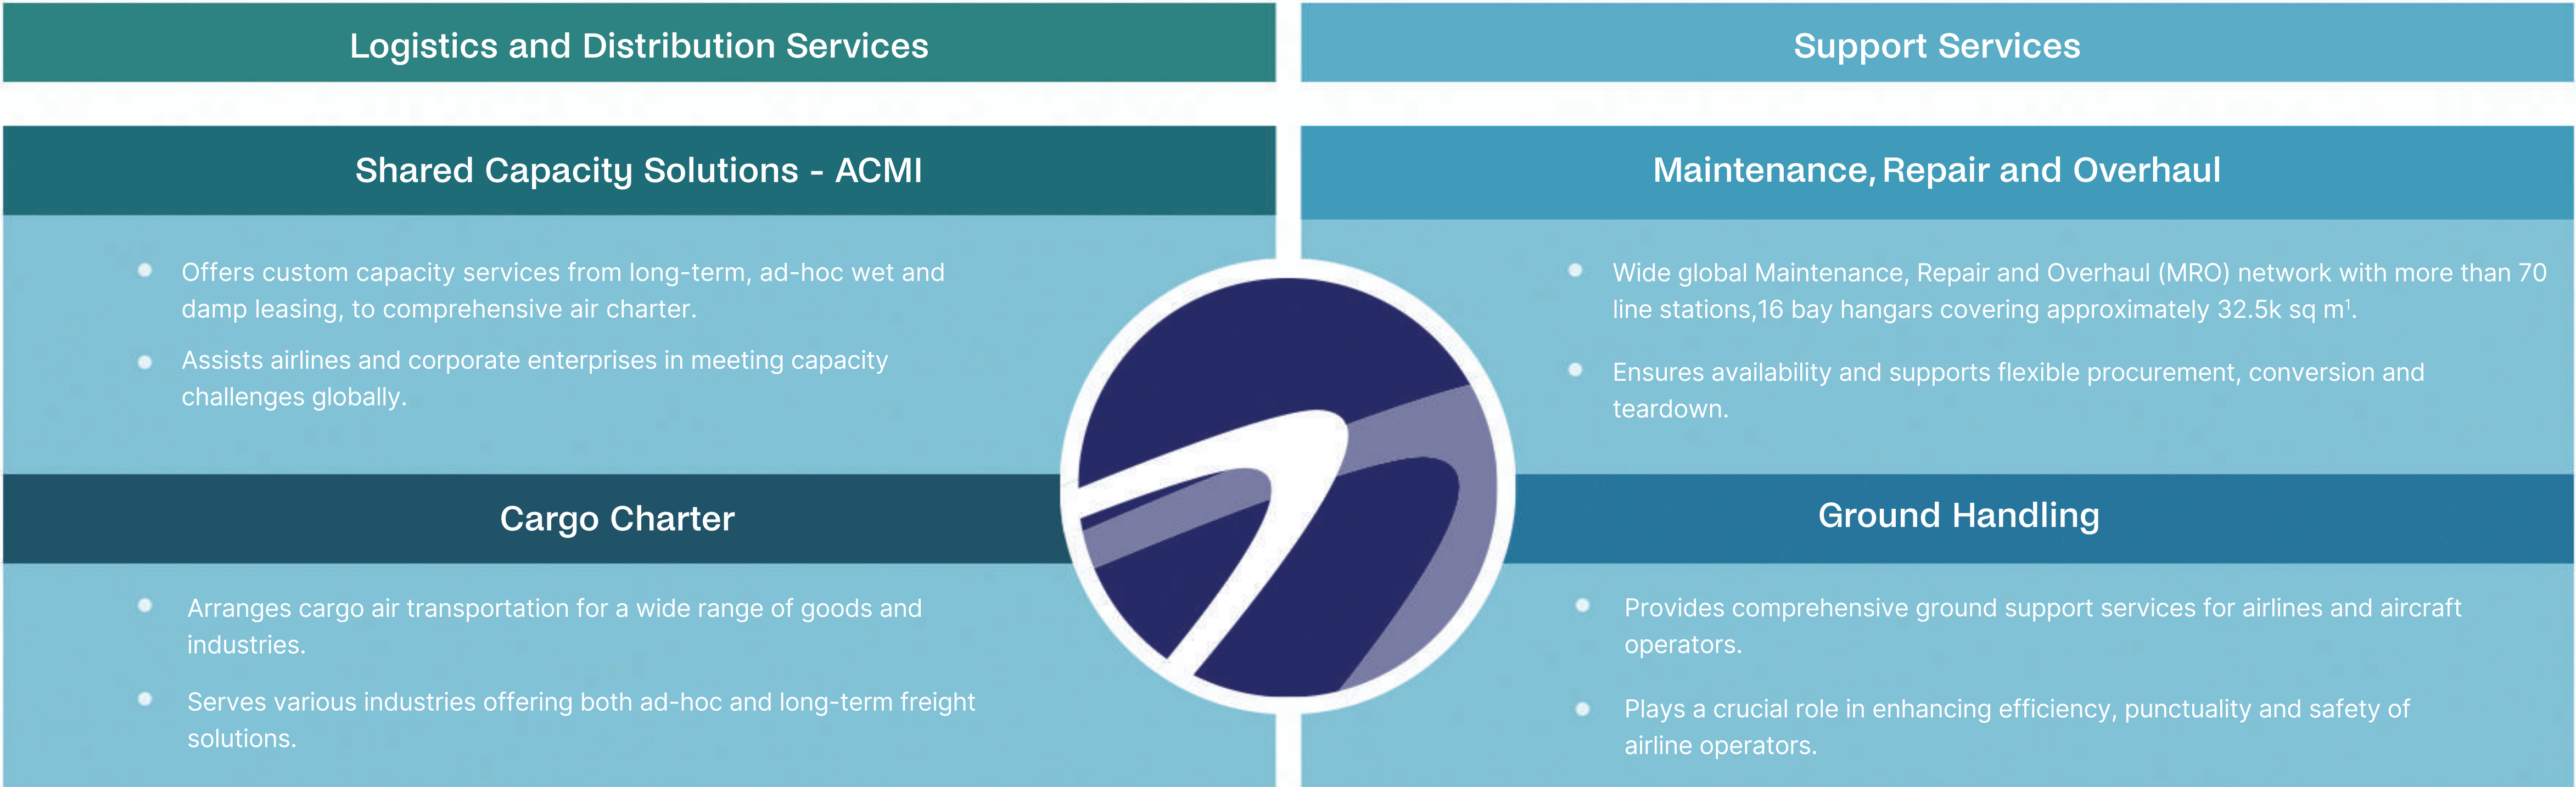 Logistics and Distribution Services
Shared Capacity Solutions - ACMI
Offers custom capacity services from long-term, ad-hoc wet and
damp leasing, to comprehensive air charter.
Assists airlines and corporate enterprises in meeting capacity
challenges globally.
Cargo Charter
Arranges cargo air transportation for a wide range of goods and
industries.
Serves various industries offering both ad-hoc and long-term freight
solutions.
Support Services
Maintenance, Repair and Overhaul
Wide global Maintenance, Repair and Overhaul (MRO) network with more than 70
line stations,16 bay hangars covering approximately 32.5k sq m¹.
Ensures availability and supports flexible procurement, conversion and
teardown.
Ground Handling
Provides comprehensive ground support services for airlines and aircraft
operators.
Plays a crucial role in enhancing efficiency, punctuality and safety of
airline operators.